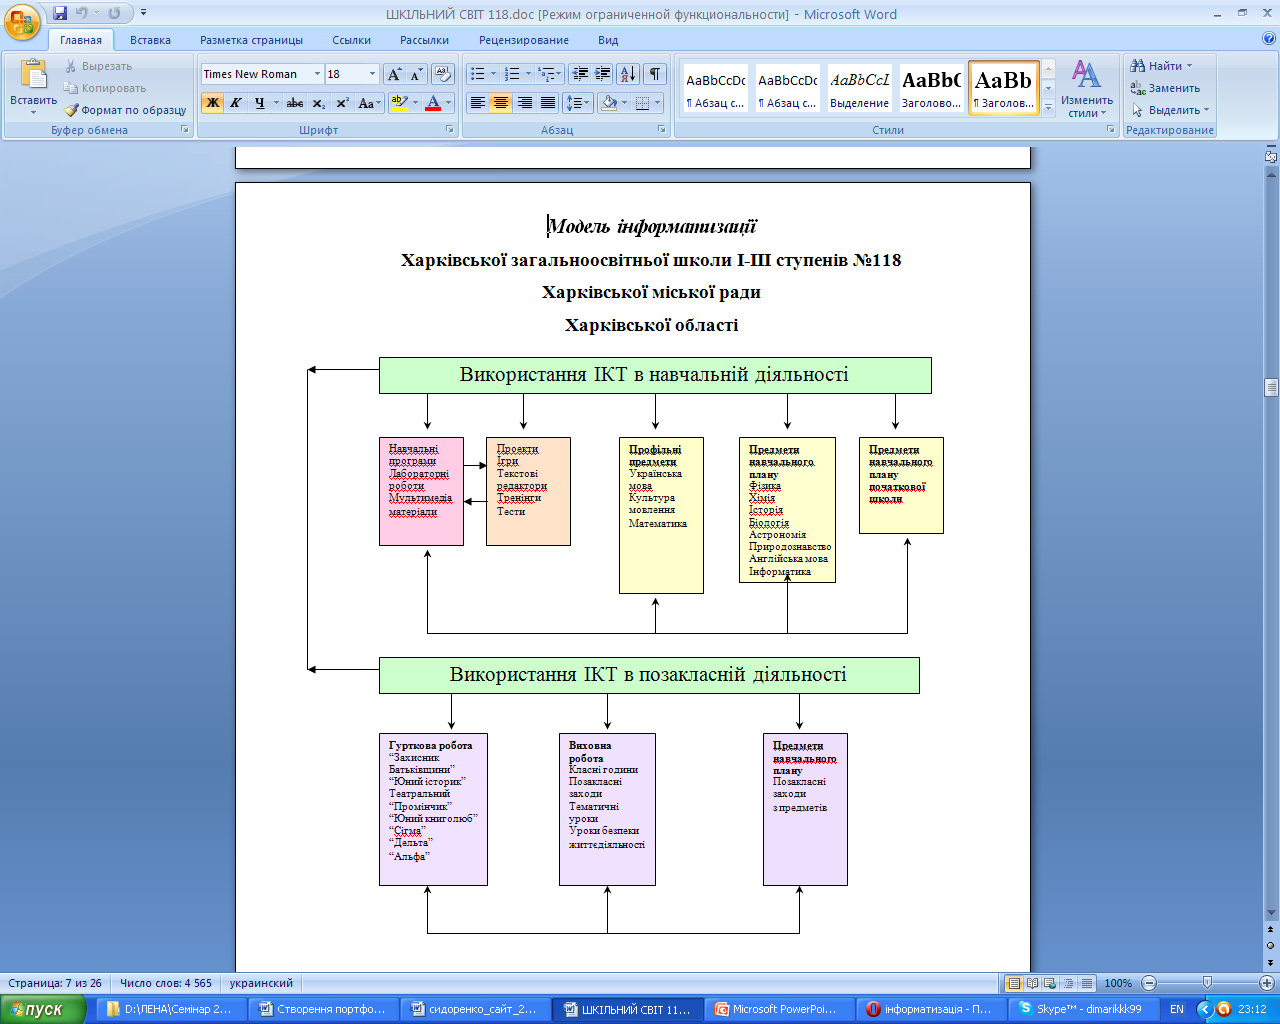 ШКІЛЬНИЙ СВІТ 118.doc [Режим ограниченной функциональности] - Microsoft Word
Главная Вставка Разметка страницы Ссылки Рассылки Рецензирование Вид
Вставить
Вырезать
Копировать
Формат по образцу
Буфер обмена
Times New Roman 18
Ж К Ч abc x₂ x² Aa
Шрифт
Абзац
AaBbCcDc AaBbCcDc AaBbCcI AaBbC AaBb
¶ Абзац с... ¶ Абзац с... Выделение Заголово... ¶ Заголов...
Изменить стили
Стили
Найти
Заменить
Выделить
Редактирование
Модель інформатизації
Харківської загальноосвітньої школи І-ІІІ ступенів №118
Харківської міської ради
Харківської області
Використання ІКТ в навчальній діяльності
Навчальні
програми
Лабораторні
роботи
Мультимедіа
матеріали
Проекти
Ігри
Текстові
редактори
Тренінги
Тести
Профільні
предмети
Українська
мова
Культура
мовлення
Математика
Предмети
навчального
плану
Фізика
Хімія
Історія
Біологія
Астрономія
Природознавство
Англійська мова
Інформатика
Предмети
навчального
плану
початкової
школи
Використання ІКТ в позакласній діяльності
Гурткова робота
“Захисник
Батьківщини”
“Юний історик”
Театральний
“Промінчик”
“Юний книголюб”
“Сігма”
“Дельта”
“Альфа”
Виховна
робота
Класні години
Позакласні
заходи
Тематичні
уроки
Уроки безпеки
життєдіяльності
Предмети
навчального
плану
Позакласні
заходи
з предметів
Страница: 7 из 26 Число слов: 4 565 украинский 100%
пуск D:\ЛЕНА\Семінар 2... Створення портфо... сидоренко_сайт_2... ШКІЛЬНИЙ СВІТ 11... Microsoft PowerPoi... інформатизація - П... Skype™ - dimarikkk99 EN 23:12